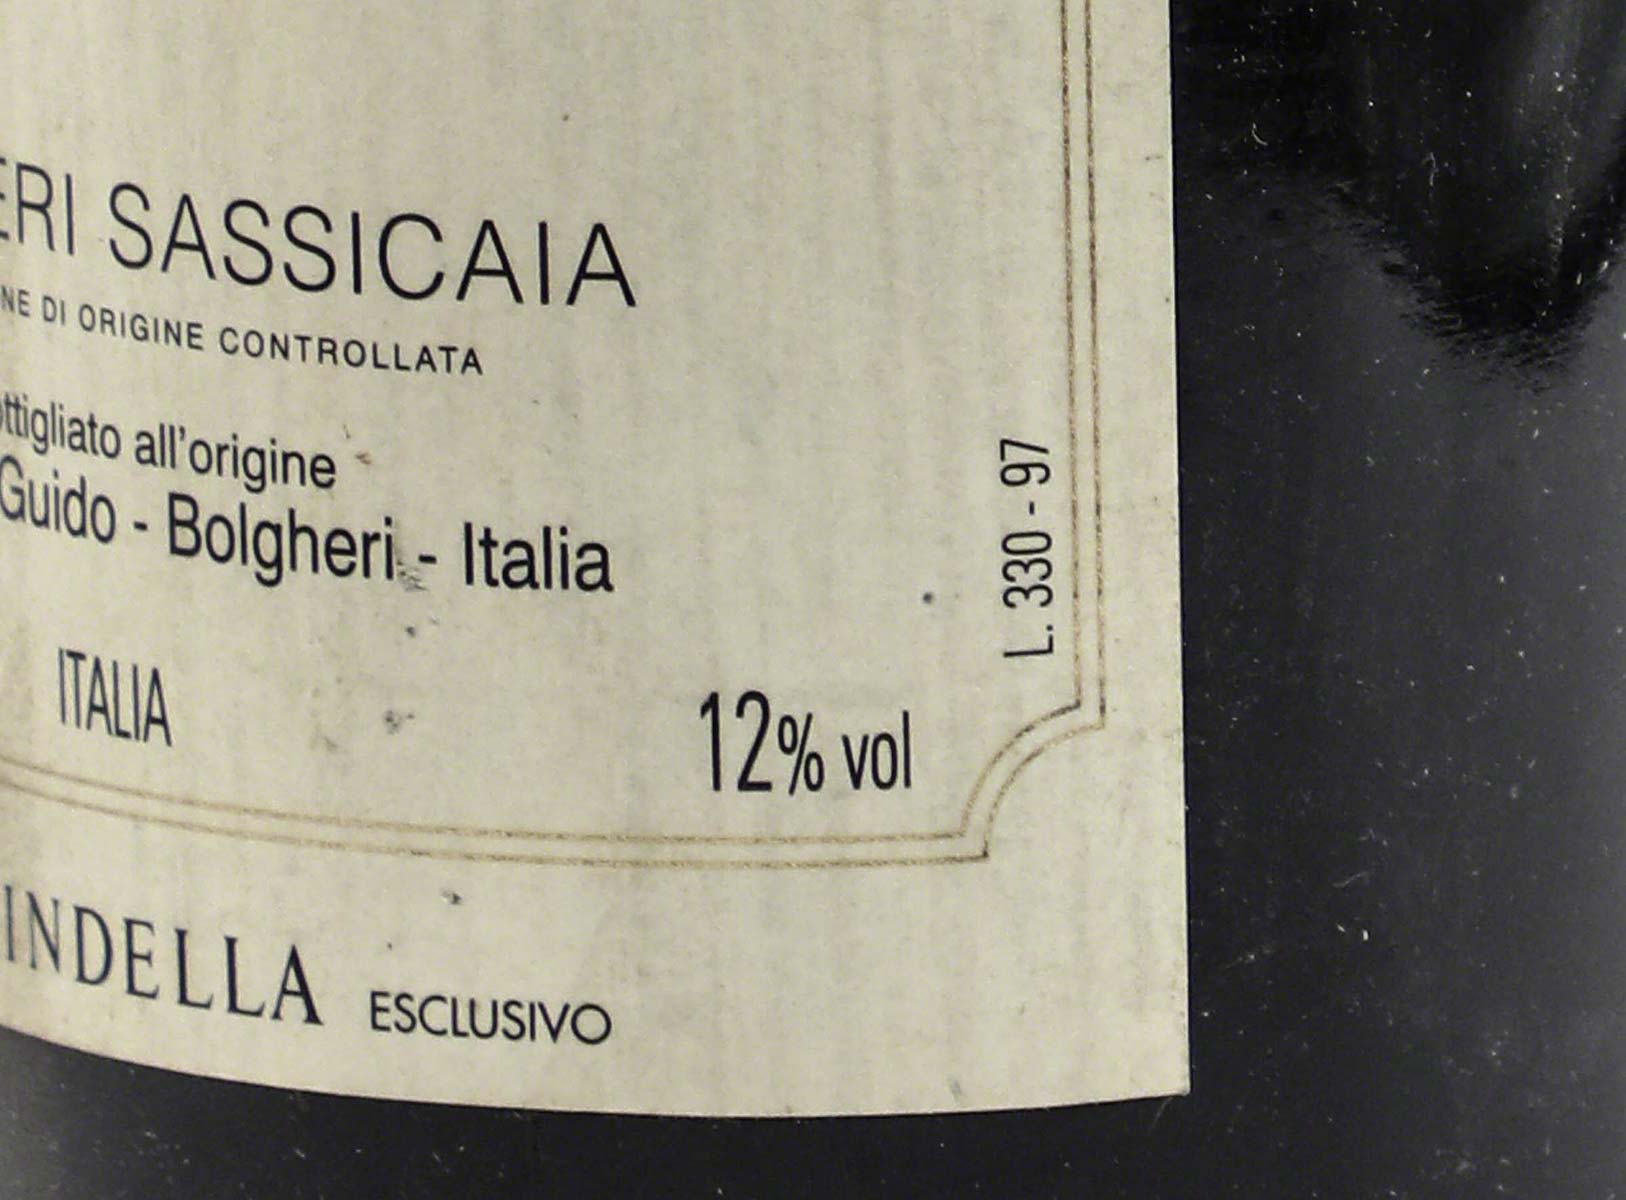 ERI SASSICAIA
NE DI ORIGINE CONTROLLATA
ttigliato all'origine
Guido - Bolgheri - Italia
L. 330 - 97
ITALIA
12% vol
INDELLA ESCLUSIVO